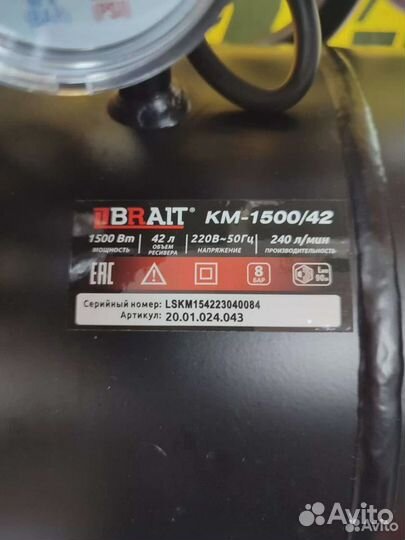 BRAIT® КМ-1500/42
1500 Вт 42 л 220В~50Гц 240 л/мин
МОЩНОСТЬ ОБЪЕМ РЕСИВЕРА НАПРЯЖЕНИЕ ПРОИЗВОДИТЕЛЬНОСТЬ
EAC 8 БАР
Серийный номер: LSKM154223040084
Артикул: 20.01.024.043
Avito
Avito